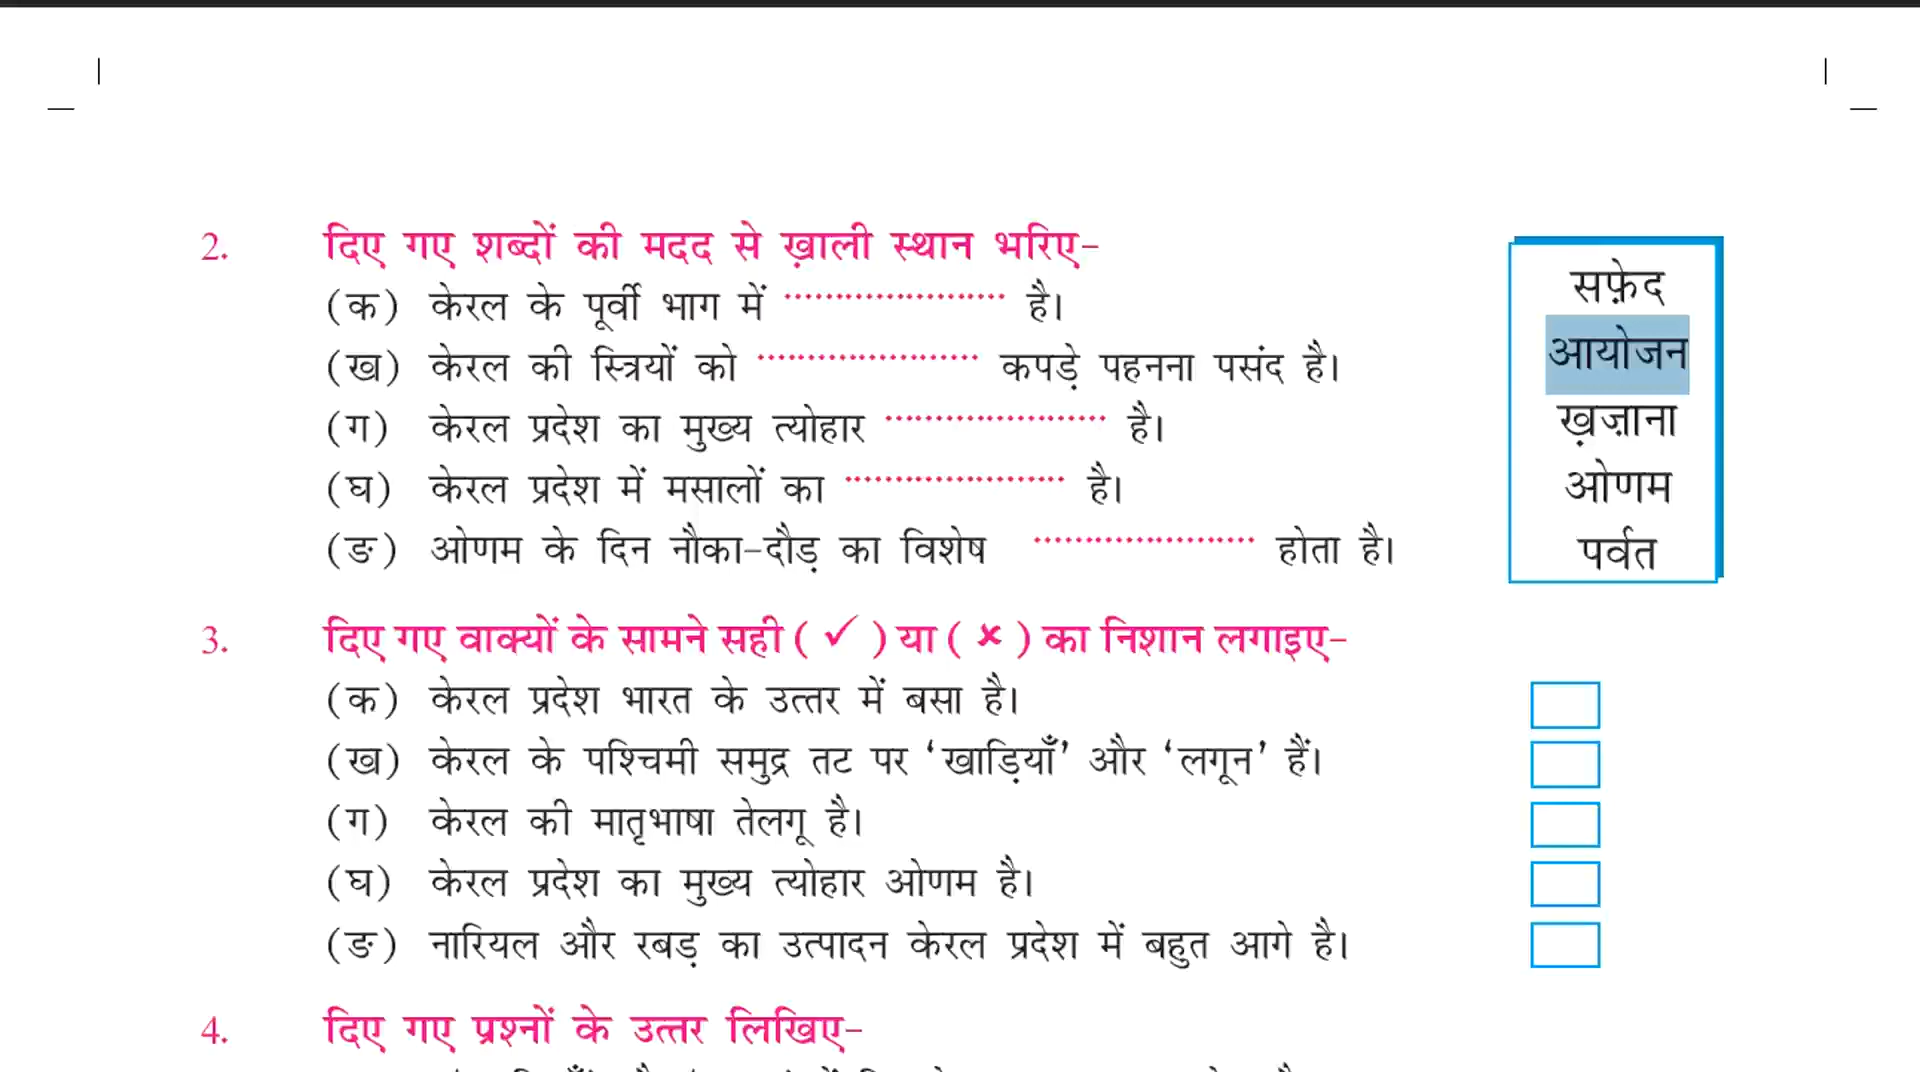 2. दिए गए शब्दों की मदद से ख़ाली स्थान भरिए-
(क) केरल के पूर्वी भाग में ...................... है।
(ख) केरल की स्त्रियों को ...................... कपड़े पहनना पसंद है।
(ग) केरल प्रदेश का मुख्य त्योहार ...................... है।
(घ) केरल प्रदेश में मसालों का ...................... है।
(ङ) ओणम के दिन नौका-दौड़ का विशेष ...................... होता है।
सफ़ेद
आयोजन
ख़ज़ाना
ओणम
पर्वत
3. दिए गए वाक्यों के सामने सही ( ✓ ) या ( ✗ ) का निशान लगाइए-
(क) केरल प्रदेश भारत के उत्तर में बसा है।
(ख) केरल के पश्चिमी समुद्र तट पर ‘खाड़ियाँ’ और ‘लगून’ हैं।
(ग) केरल की मातृभाषा तेलगू है।
(घ) केरल प्रदेश का मुख्य त्योहार ओणम है।
(ङ) नारियल और रबड़ का उत्पादन केरल प्रदेश में बहुत आगे है।
4. दिए गए प्रश्नों के उत्तर लिखिए-